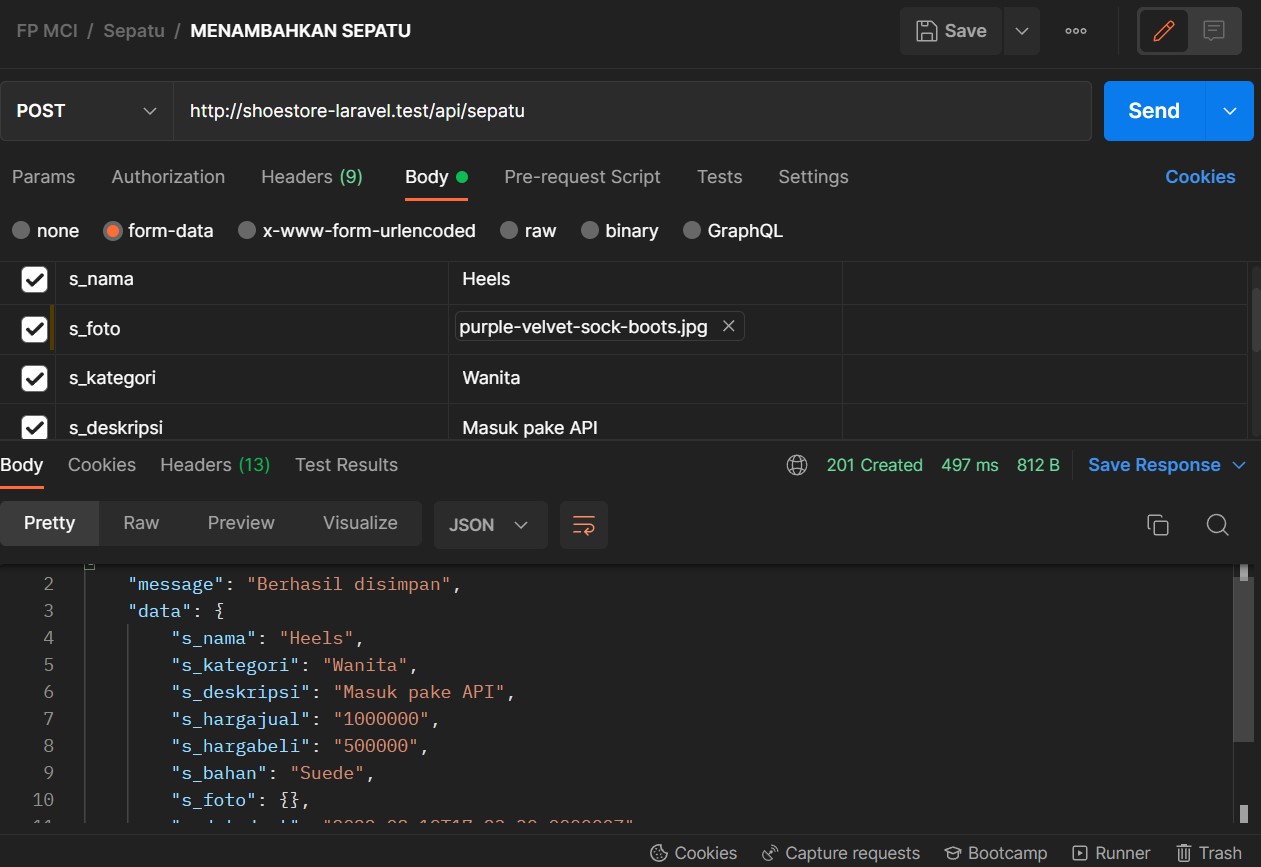 FP MCI / Sepatu / MENAMBAHKAN SEPATU
Save
POST
http://shoestore-laravel.test/api/sepatu
Send
Params Authorization Headers (9) Body Pre-request Script Tests Settings Cookies
none form-data x-www-form-urlencoded raw binary GraphQL
s_nama Heels
s_foto purple-velvet-sock-boots.jpg
s_kategori Wanita
s_deskripsi Masuk pake API
Body Cookies Headers (13) Test Results 201 Created 497 ms 812 B Save Response
Pretty Raw Preview Visualize JSON
2 "message": "Berhasil disimpan",
3 "data": {
4 "s_nama": "Heels",
5 "s_kategori": "Wanita",
6 "s_deskripsi": "Masuk pake API",
7 "s_hargajual": "1000000",
8 "s_hargabeli": "500000",
9 "s_bahan": "Suede",
10 "s_foto": {},
Cookies Capture requests Bootcamp Runner Trash